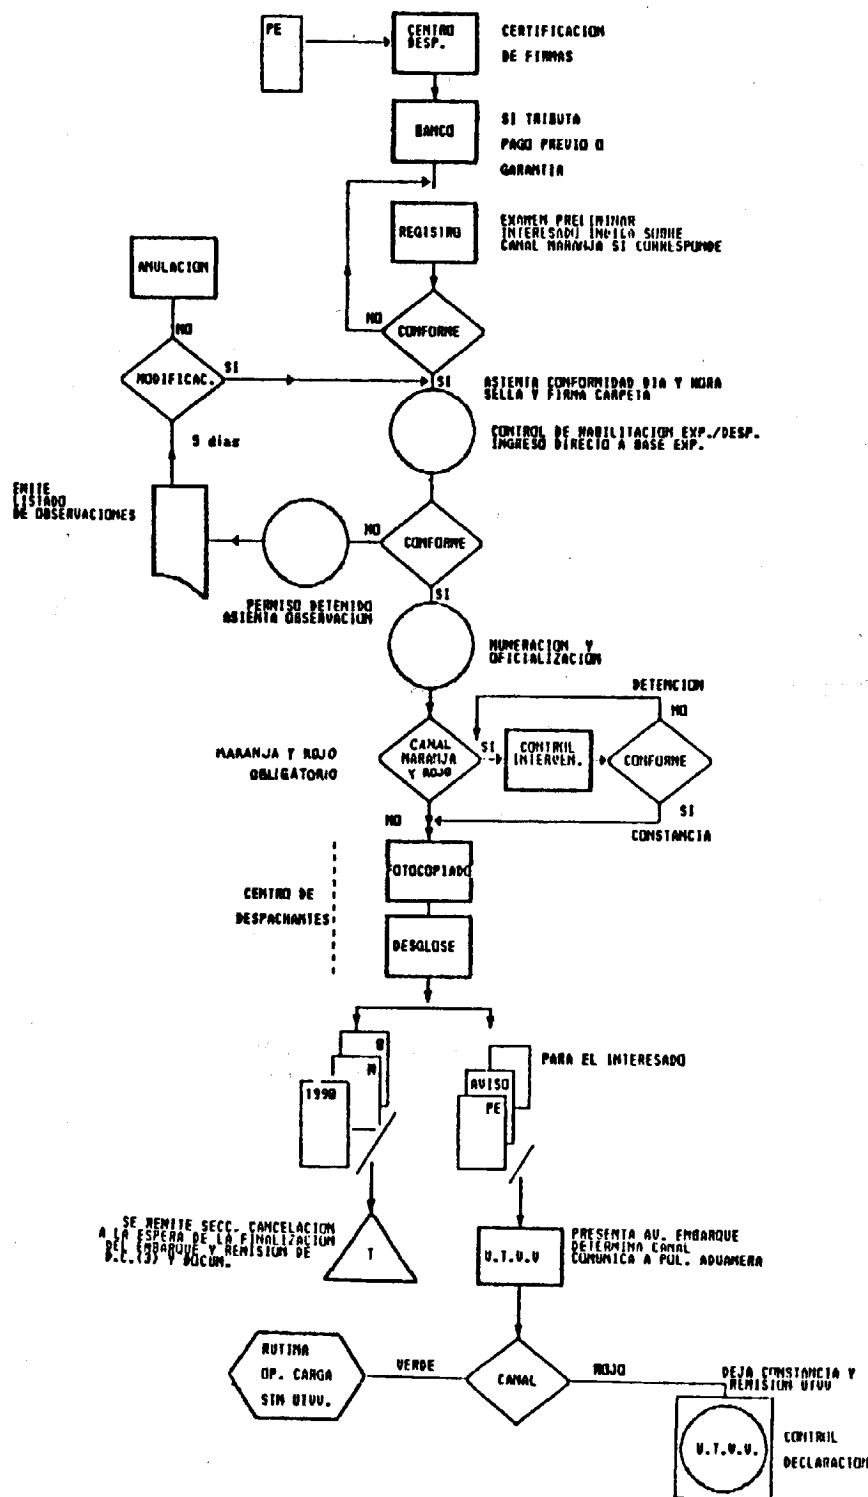 PE
CENTRO
DESP.
CERTIFICACION
DE FIRMAS
BANCO
SI TRIBUTA
PAGO PREVIO O
GARANTIA
REGISTRO
EXAMEN PRELIMINAR
INTERESADO INDICA SOBRE
CANAL NARANJA SI CORRESPONDE
ANULACION
NO
CONFORME
NO
MODIFICAC.
SI
SI
ASIENTA CONFORMIDAD DIA Y HORA
SELLA Y FIRMA CARPETA
CONTROL DE HABILITACION EXP./DESP.
INGRESO DIRECTO A BASE EXP.
5 dias
EMITE
LISTADO
DE OBSERVACIONES
NO
CONFORME
SI
PERMISO DETENIDO
ASIENTA OBSERVACION
NUMERACION Y
OFICIALIZACION
DETENCION
NO
NARANJA Y ROJO
OBLIGATORIO
CANAL
NARANJA
Y ROJO
SI
CONTROL
INTERVEN.
CONFORME
SI
NO
CONSTANCIA
FOTOCOPIADO
CENTRO DE
DESPACHANTES
DESGLOSE
M
1990
PARA EL INTERESADO
AVISO
PE
SE REMITE SECC. CANCELACION
A LA ESPERA DE LA FINALIZACION
DEL EMBARQUE Y REMISION DE
Y DOCUM.
T
U.T.V.V
PRESENTA AV. EMBARQUE
DETERMINA CANAL
COMUNICA A POL. ADUANERA
RUTINA
OP. CARGA
SIN UTVV.
VERDE
CANAL
ROJO
DEJA CONSTANCIA Y
REMISION UTVV
U.T.V.V.
CONTROL
DECLARACION